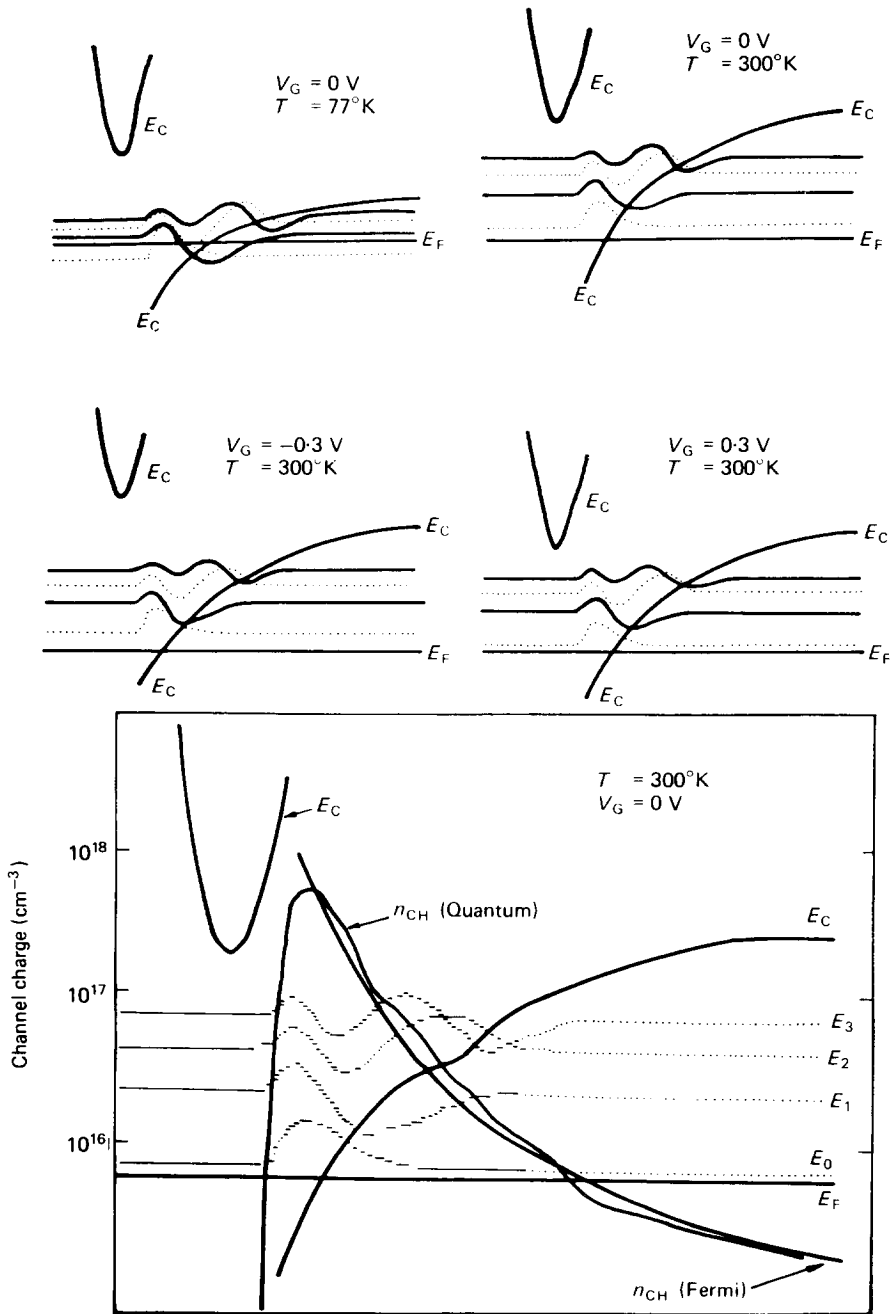 V_G = 0 V
T = 77°K
E_C
E_F
E_C
V_G = 0 V
T = 300°K
E_C
E_C
E_F
E_C
V_G = −0·3 V
T = 300°K
E_C
E_C
E_F
E_C
V_G = 0·3 V
T = 300°K
E_C
E_C
E_F
E_C
T = 300°K
V_G = 0 V
E_C
10^18
n_CH (Quantum)
E_C
10^17
Channel charge (cm^−3)
E_3
E_2
E_1
10^16
E_0
E_F
n_CH (Fermi)